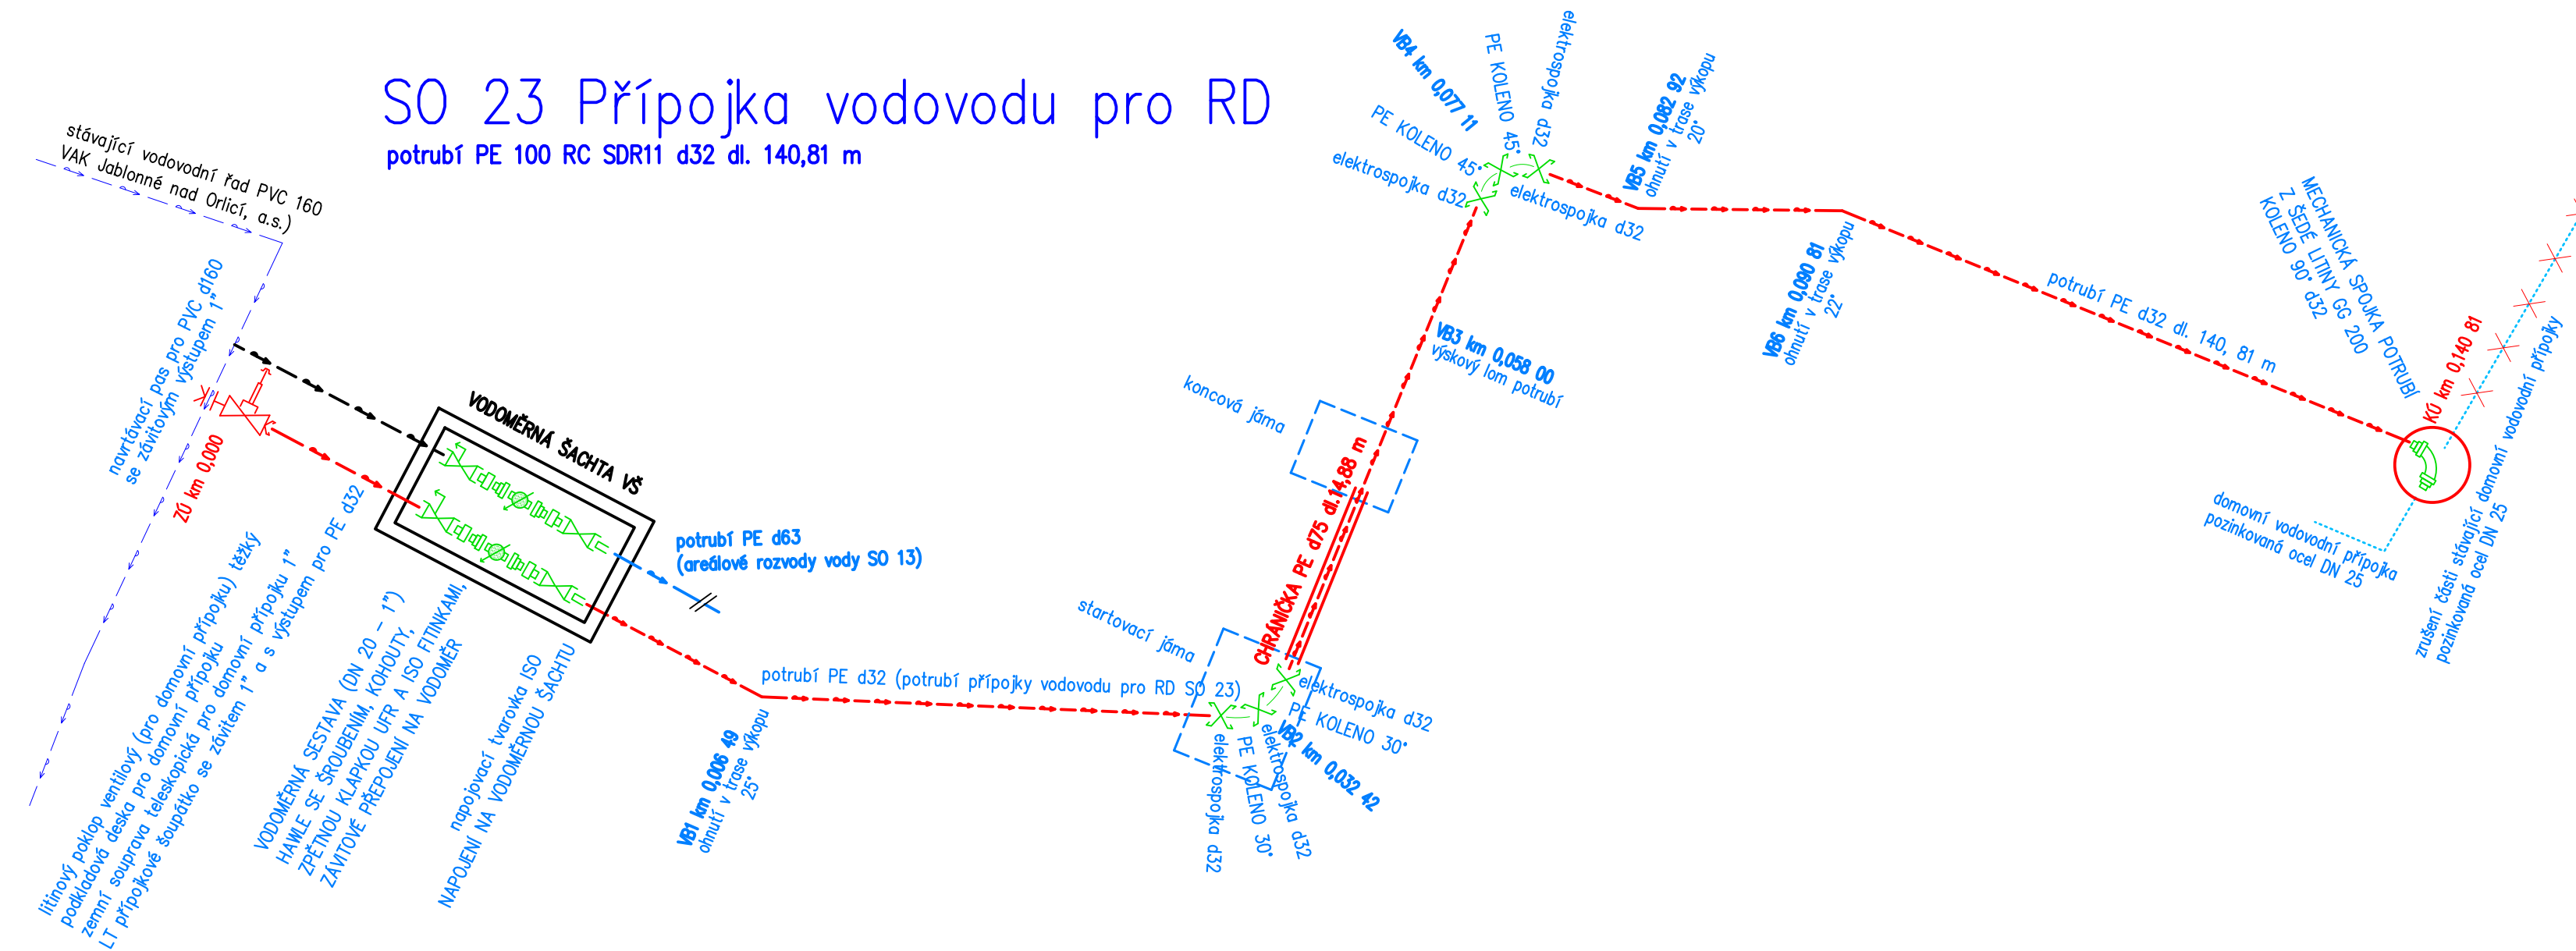 SO 23 Přípojka vodovodu pro RD
potrubí PE 100 RC SDR11 d32 dl. 140,81 m
stávající vodovodní řad PVC 160
VAK Jablonné nad Orlicí, a.s.)
navrtávací pas pro PVC d160
se závitovým výstupem 1"
ZÚ km 0,000
litinový poklop ventilový (pro domovní přípojku) těžký
podkladová deska pro domovní přípojku
zemní souprava teleskopická pro domovní přípojku 1"
LT přípojkové šoupátko se závitem 1" a s výstupem pro PE d32
VODOMĚRNÁ ŠACHTA VŠ
VODOMĚRNÁ SESTAVA (DN 20 - 1")
HAWLE SE ŠROUBENÍM, KOHOUTY,
ZPĚTNOU KLAPKOU UFR A ISO FITINKAMI,
ZÁVITOVÉ PŘEPOJENÍ NA VODOMĚR
napojovací tvarovka ISO
NAPOJENÍ NA VODOMĚRNOU ŠACHTU
potrubí PE d63
(areálové rozvody vody SO 13)
potrubí PE d32 (potrubí přípojky vodovodu pro RD SO 23)
VB1 km 0,006 49
ohnutí v trase výkopu
25°
startovací jáma
elektrospojka d32
PE KOLENO 30°
VB2 km 0,032 42
elektrospojka d32
PE KOLENO 30°
elektrospojka d32
CHRÁNIČKA PE d75 dl.14,88 m
koncová jáma
VB3 km 0,058 00
výskový lom potrubí
VB4 km 0,077 11
PE KOLENO 45°
elektrospojka d32
PE KOLENO 45°
elektrospojka d32
elektrospojka d32
VB5 km 0,082 92
ohnutí v trase výkopu
20°
VB6 km 0,090 81
ohnutí v trase výkopu
22°
potrubí PE d32 dl. 140, 81 m
MECHANICKÁ SPOJKA POTRUBÍ
Z ŠEDÉ LITINY GG 200
KOLENO 90° d32
KÚ km 0,140 81
domovní vodovodní přípojka
pozinkovaná ocel DN 25
zrušení části stávající domovní vodovodní přípojky
pozinkovaná ocel DN 25